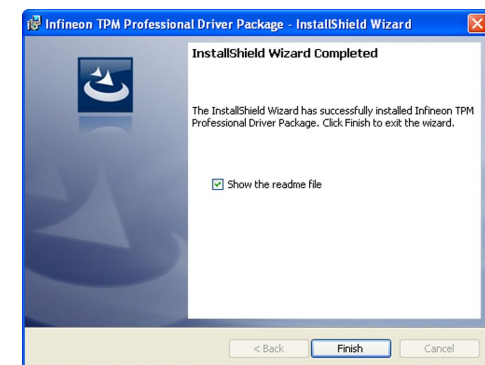 Infineon TPM Professional Driver Package - InstallShield Wizard
InstallShield Wizard Completed
The InstallShield Wizard has successfully installed Infineon TPM
Professional Driver Package. Click Finish to exit the wizard.
Show the readme file
< Back
Finish
Cancel